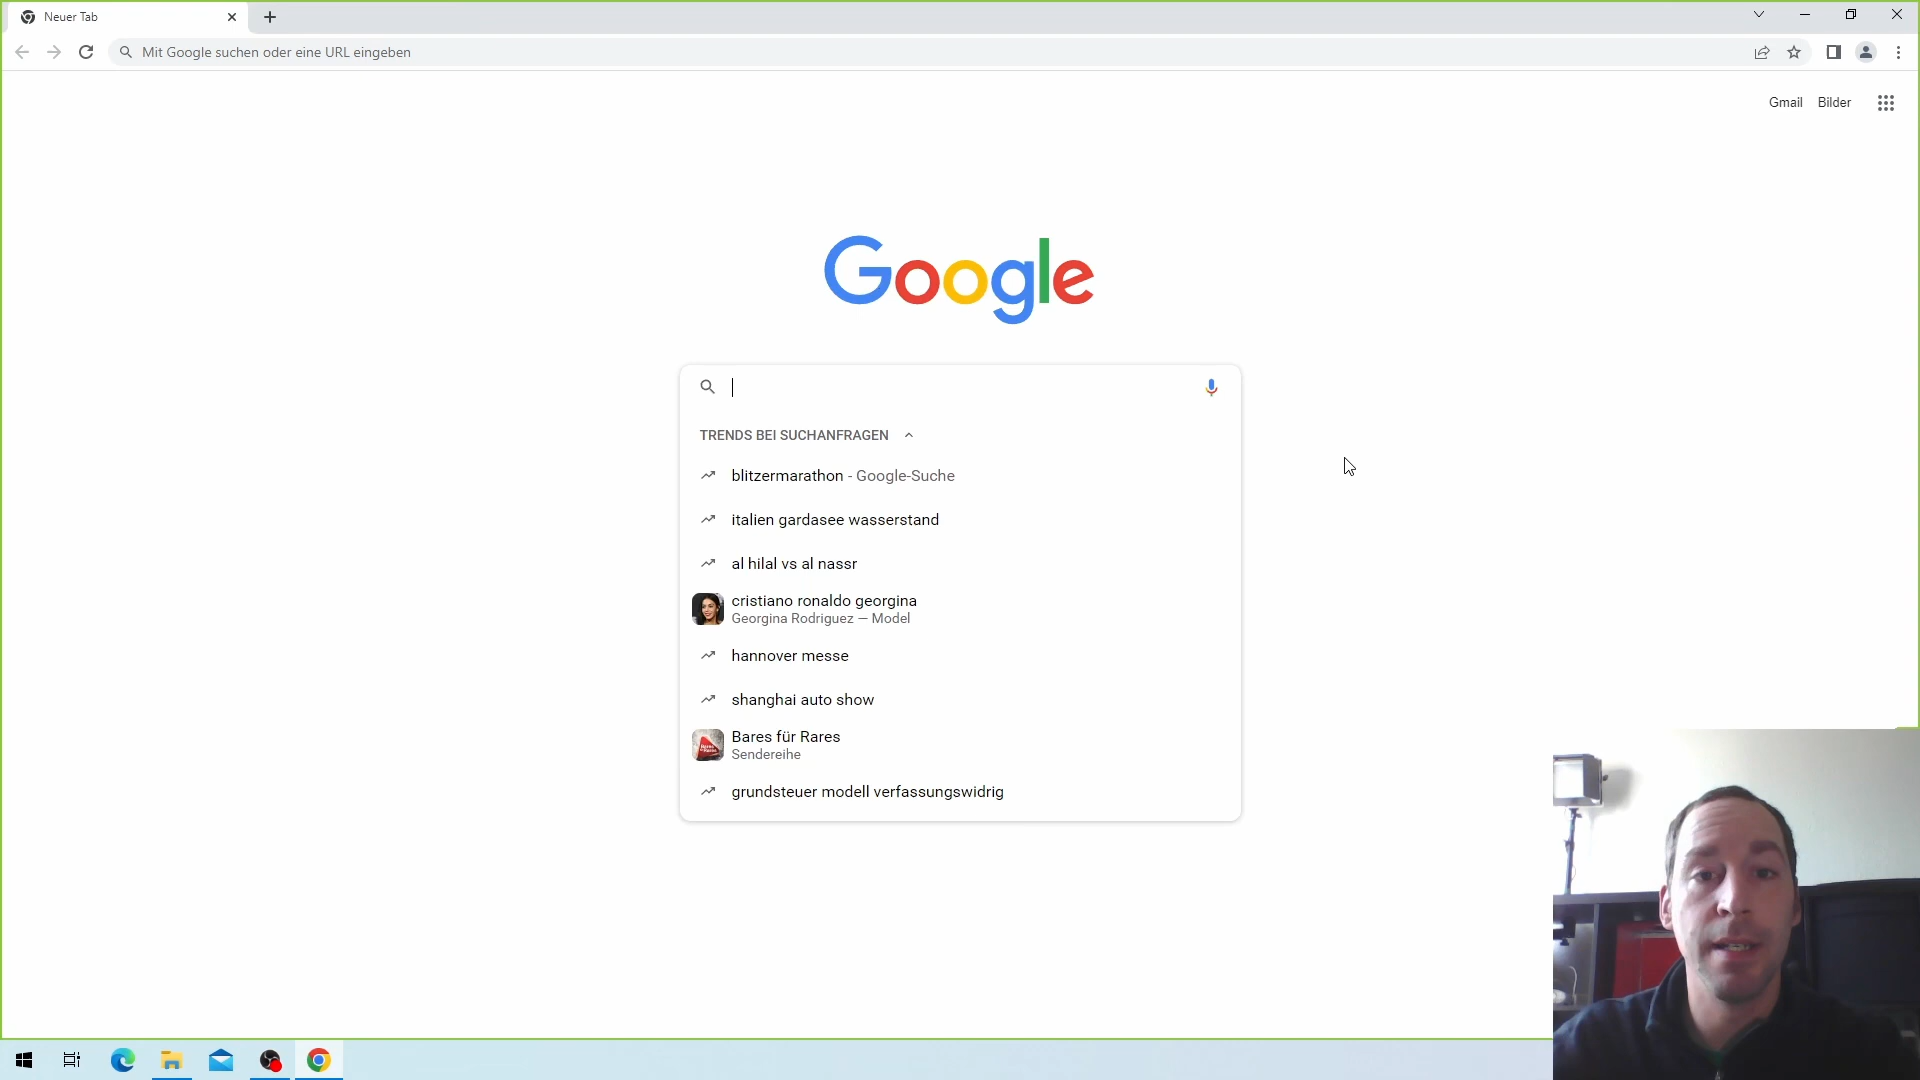 Neuer Tab
Mit Google suchen oder eine URL eingeben
Gmail Bilder
Google
TRENDS BEI SUCHANFRAGEN
blitzermarathon - Google-Suche
italien gardasee wasserstand
al hilal vs al nassr
cristiano ronaldo georgina
Georgina Rodriguez — Model
hannover messe
shanghai auto show
Bares für Rares
Sendereihe
grundsteuer modell verfassungswidrig